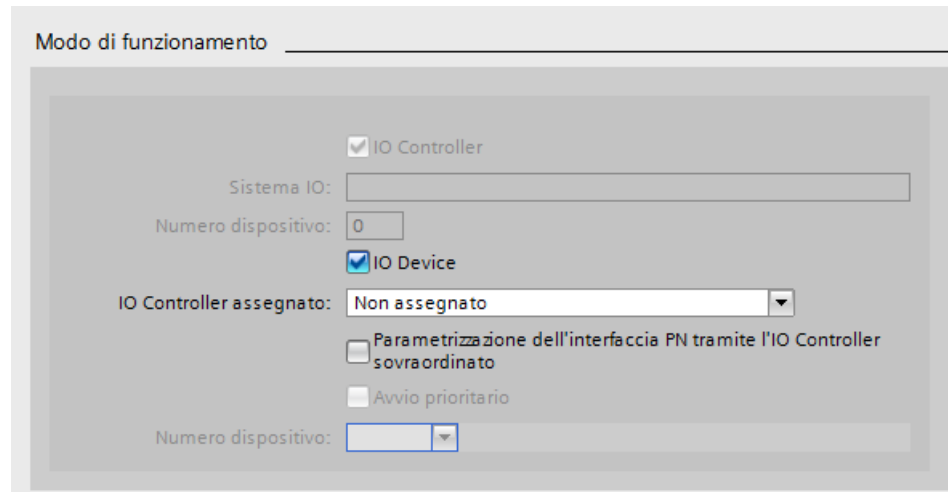 Modo di funzionamento
IO Controller
Sistema IO:
Numero dispositivo: 0
IO Device
IO Controller assegnato: Non assegnato
Parametrizzazione dell'interfaccia PN tramite l'IO Controller
sovraordinato
Avvio prioritario
Numero dispositivo: